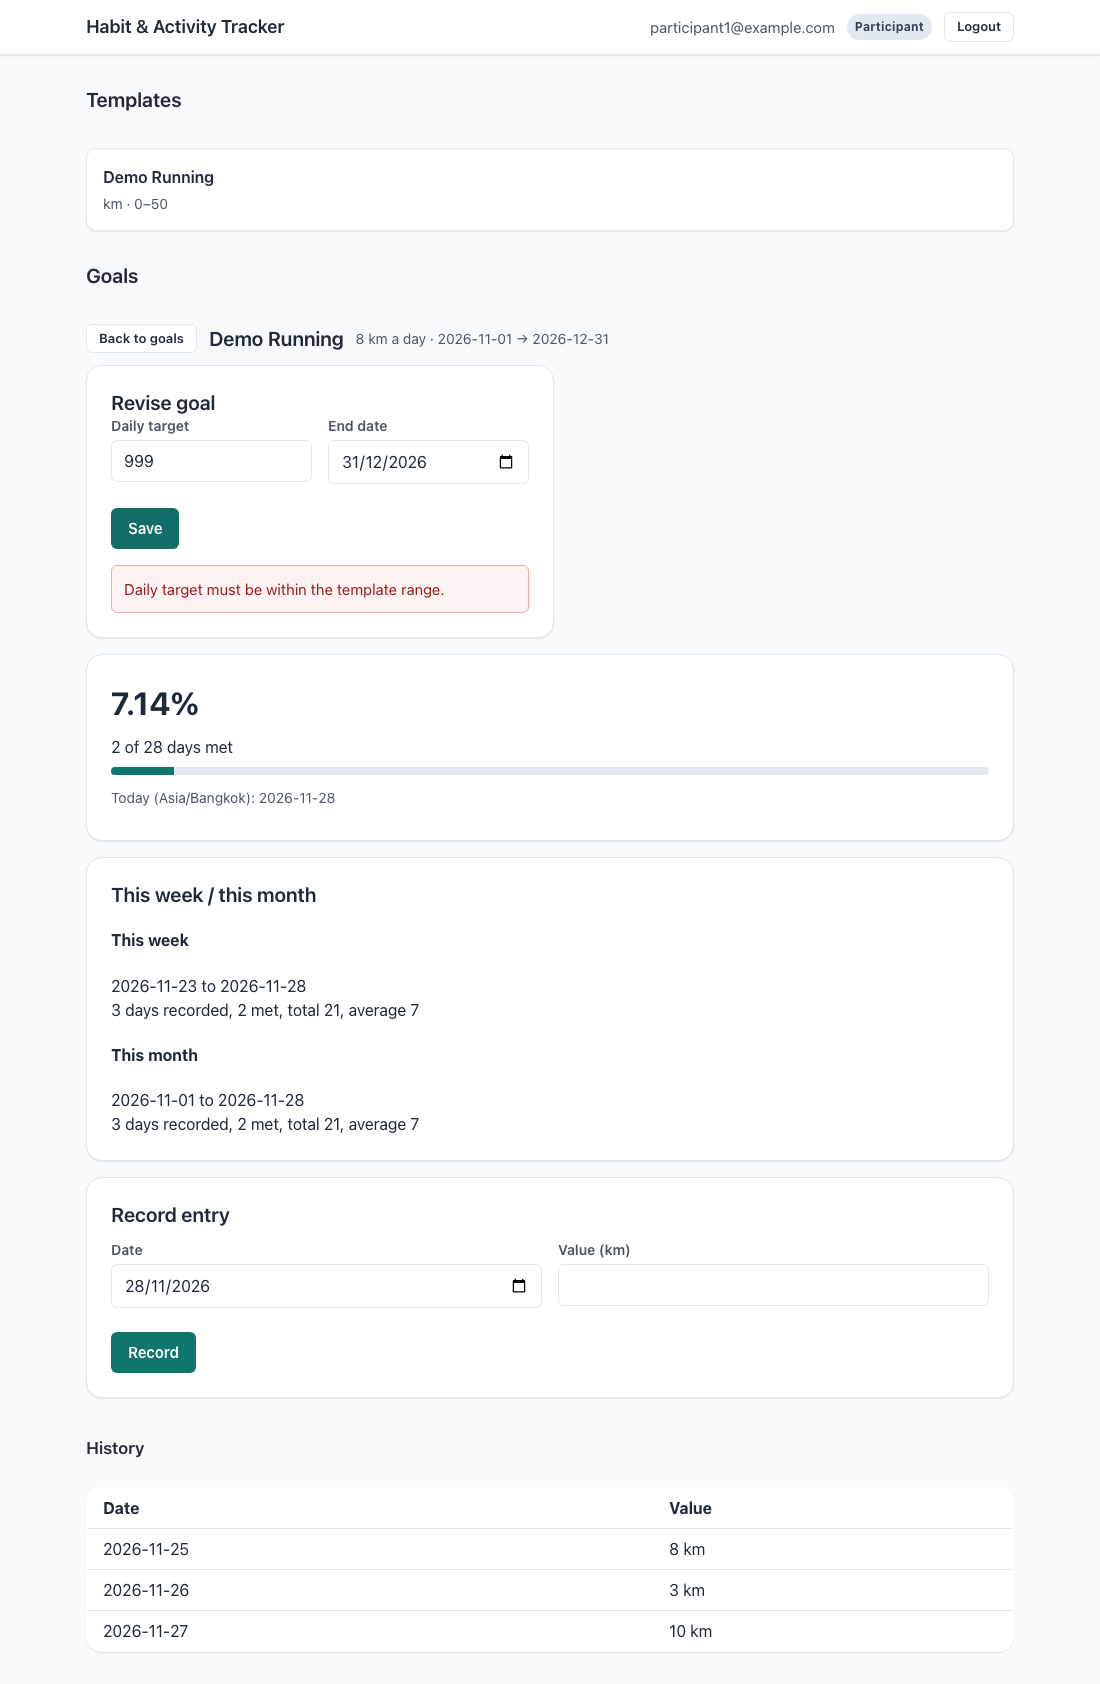 Habit & Activity Tracker
participant1@example.com Participant Logout
Templates
Demo Running
km · 0–50
Goals
Back to goals Demo Running 8 km a day · 2026-11-01 → 2026-12-31
Revise goal
Daily target End date
999 31/12/2026
Save
Daily target must be within the template range.
7.14%
2 of 28 days met
Today (Asia/Bangkok): 2026-11-28
This week / this month
This week
2026-11-23 to 2026-11-28
3 days recorded, 2 met, total 21, average 7
This month
2026-11-01 to 2026-11-28
3 days recorded, 2 met, total 21, average 7
Record entry
Date Value (km)
28/11/2026
Record
History
Date Value
2026-11-25 8 km
2026-11-26 3 km
2026-11-27 10 km